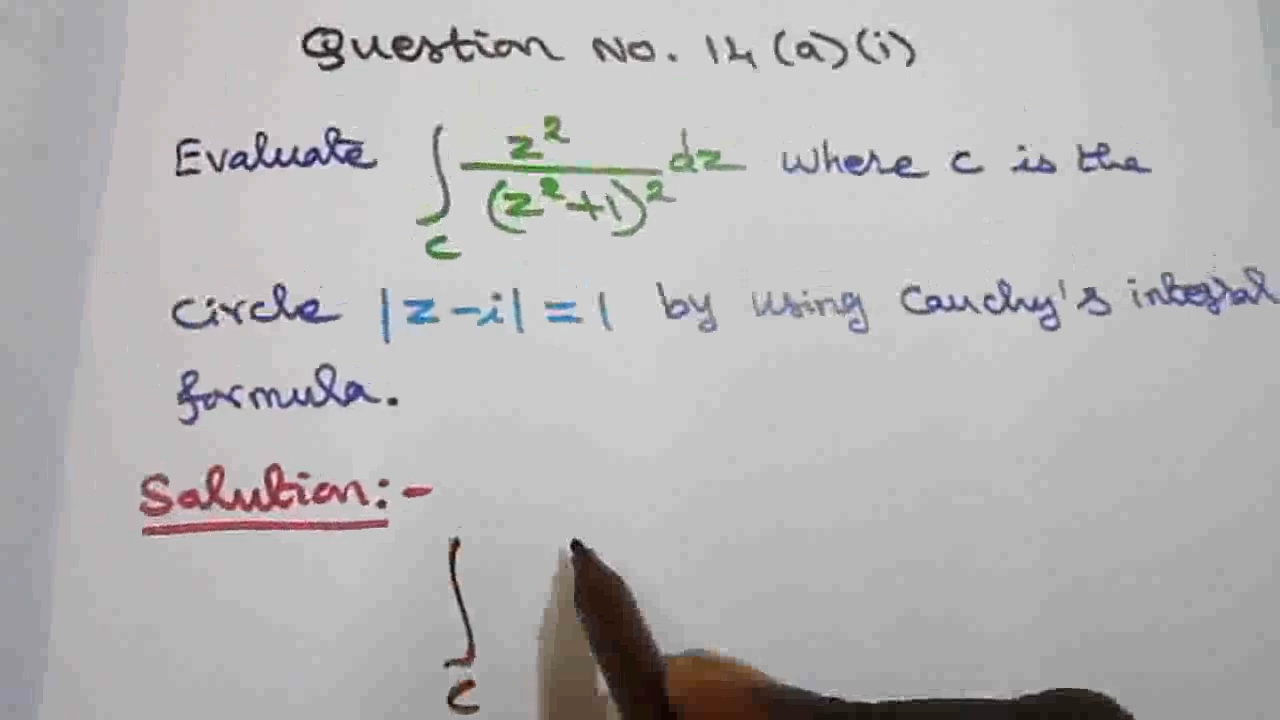 Question No. 14 (a) (i)
Evaluate ∫_C z²/(z²+1)² dz where C is the
circle |z-i| = 1 by using Cauchy's integral
formula.
Solution:-
∫_C